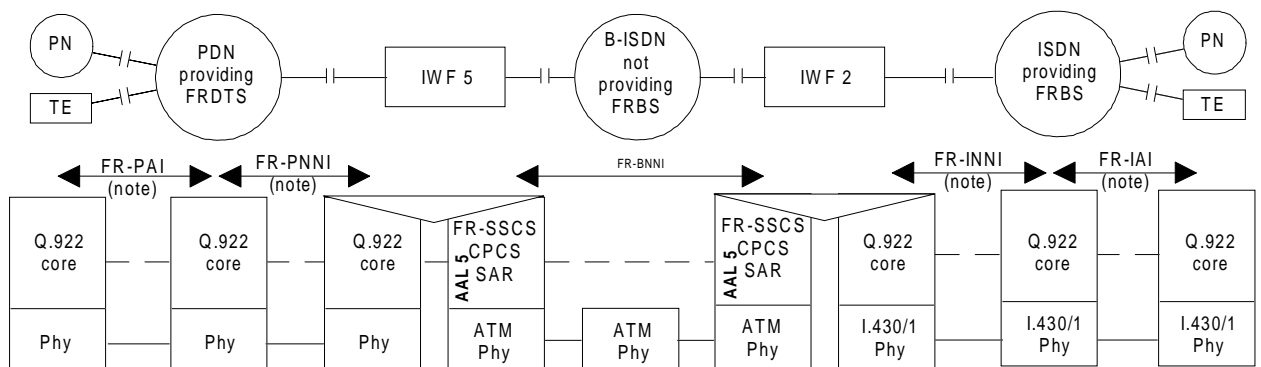 PN
TE
PDN
providing
FRDTS
IWF 5
B-ISDN
not
providing
FRBS
IWF 2
ISDN
providing
FRBS
PN
TE
FR-PAI
(note)
FR-PNNI
(note)
FR-BNNI
FR-INNI
(note)
FR-IAI
(note)
Q.922
core
Q.922
core
Q.922
core
FR-SSCS
CPCS
SAR
AAL 5
FR-SSCS
CPCS
SAR
AAL 5
Q.922
core
Q.922
core
Q.922
core
Phy
Phy
Phy
ATM
Phy
ATM
Phy
ATM
Phy
I.430/1
Phy
I.430/1
Phy
I.430/1
Phy